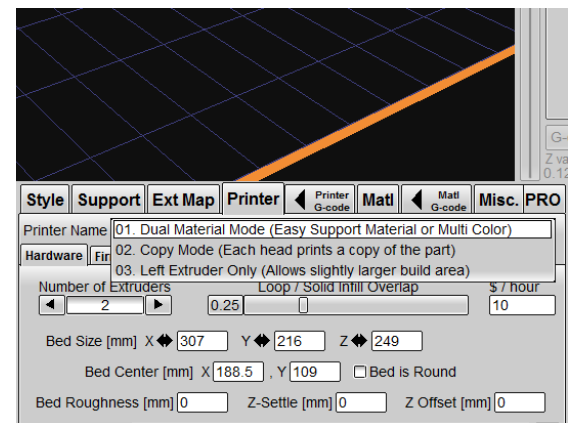 G-
Z va
0.12
Style Support Ext Map Printer Printer G-code Matl Matl G-code Misc. PRO
Printer Name 01. Dual Material Mode (Easy Support Material or Multi Color)
02. Copy Mode (Each head prints a copy of the part)
03. Left Extruder Only (Allows slightly larger build area)
Hardware Fir
Number of Extruders Loop / Solid Infill Overlap $ / hour
2 0.25 10
Bed Size [mm] X 307 Y 216 Z 249
Bed Center [mm] X 188.5 , Y 109 Bed is Round
Bed Roughness [mm] 0 Z-Settle [mm] 0 Z Offset [mm] 0